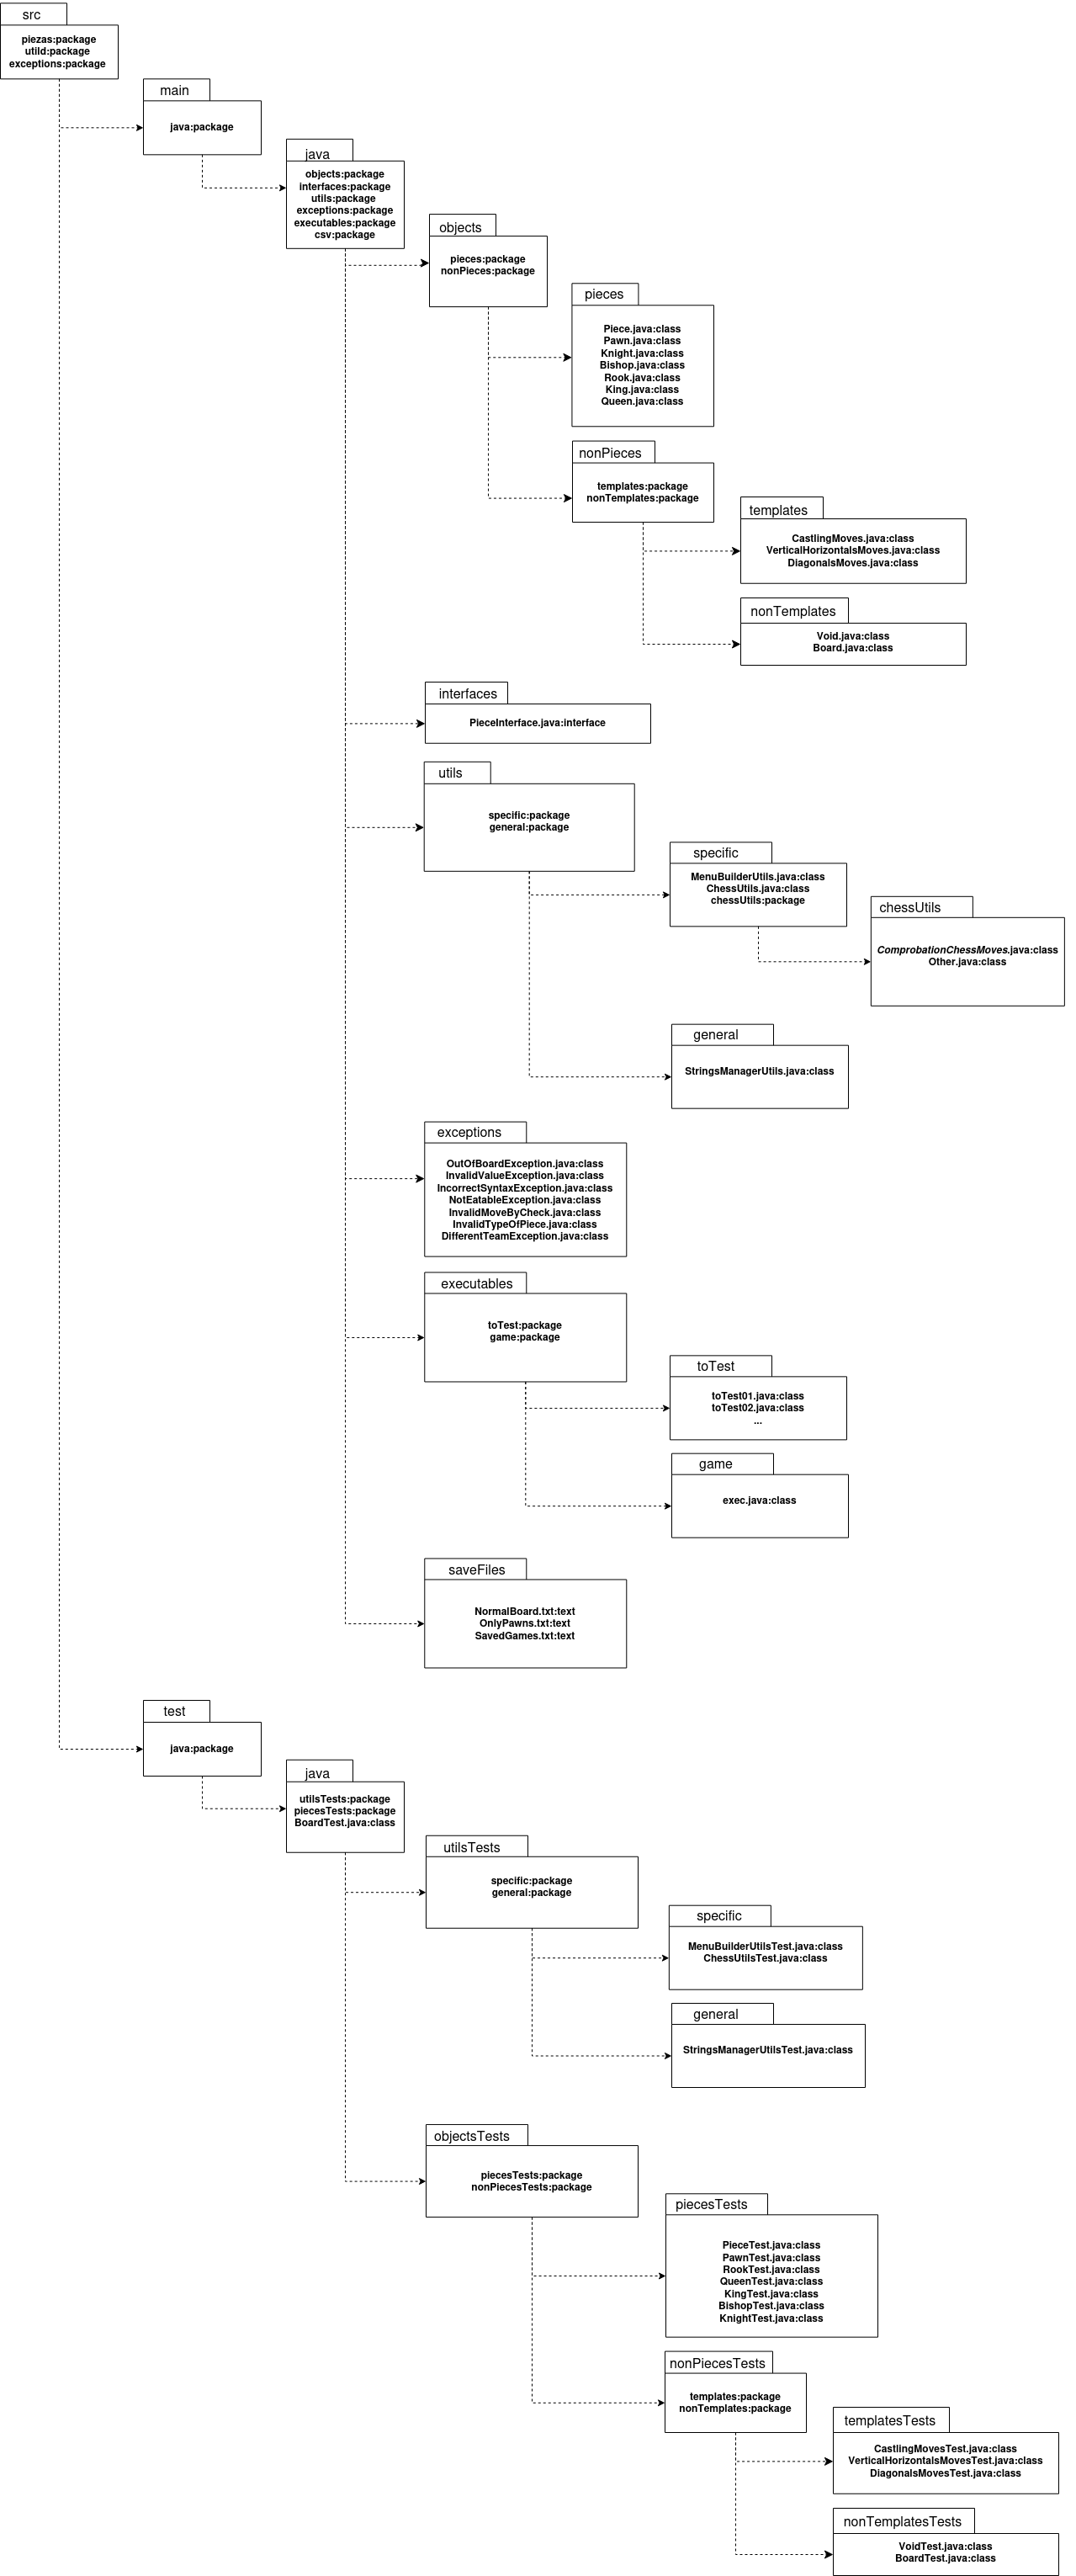 src
piezas:package
utild:package
exceptions:package
main
java:package
java
objects:package
interfaces:package
utils:package
exceptions:package
executables:package
csv:package
objects
pieces:package
nonPieces:package
pieces
Piece.java:class
Pawn.java:class
Knight.java:class
Bishop.java:class
Rook.java:class
King.java:class
Queen.java:class
nonPieces
templates:package
nonTemplates:package
templates
CastlingMoves.java:class
VerticalHorizontalsMoves.java:class
DiagonalsMoves.java:class
nonTemplates
Void.java:class
Board.java:class
interfaces
PieceInterface.java:interface
utils
specific:package
general:package
specific
MenuBuilderUtils.java:class
ChessUtils.java:class
chessUtils:package
chessUtils
ComprobationChessMoves.java:class
Other.java:class
general
StringsManagerUtils.java:class
exceptions
OutOfBoardException.java:class
InvalidValueException.java:class
IncorrectSyntaxException.java:class
NotEatableException.java:class
InvalidMoveByCheck.java:class
InvalidTypeOfPiece.java:class
DifferentTeamException.java:class
executables
toTest:package
game:package
toTest
toTest01.java:class
toTest02.java:class
...
game
exec.java:class
saveFiles
NormalBoard.txt:text
OnlyPawns.txt:text
SavedGames.txt:text
test
java:package
java
utilsTests:package
piecesTests:package
BoardTest.java:class
utilsTests
specific:package
general:package
specific
MenuBuilderUtilsTest.java:class
ChessUtilsTest.java:class
general
StringsManagerUtilsTest.java:class
objectsTests
piecesTests:package
nonPiecesTests:package
piecesTests
PieceTest.java:class
PawnTest.java:class
RookTest.java:class
QueenTest.java:class
KingTest.java:class
BishopTest.java:class
KnightTest.java:class
nonPiecesTests
templates:package
nonTemplates:package
templatesTests
CastlingMovesTest.java:class
VerticalHorizontalsMovesTest.java:class
DiagonalsMovesTest.java:class
nonTemplatesTests
VoidTest.java:class
BoardTest.java:class